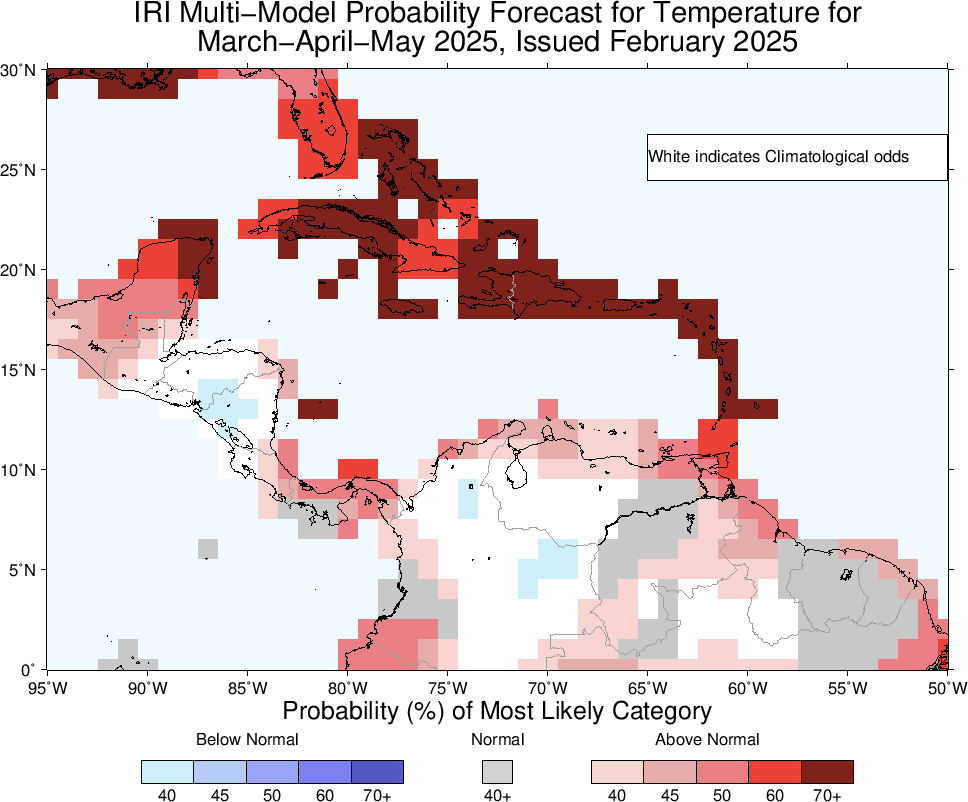 IRI Multi−Model Probability Forecast for Temperature for
March−April−May 2025, Issued February 2025
30˚N
25˚N
20˚N
15˚N
10˚N
5˚N
0˚
White indicates Climatological odds
95˚W 90˚W 85˚W 80˚W 75˚W 70˚W 65˚W 60˚W 55˚W 50˚W
Probability (%) of Most Likely Category
Below Normal Normal Above Normal
40 45 50 60 70+ 40+ 40 45 50 60 70+